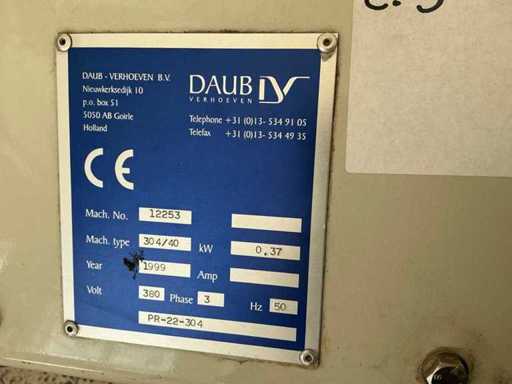 DAUB - VERHOEVEN B.V.
Nieuwkerksedijk 10
p.o. box 51
5050 AB Goirle
Holland
DAUB
VERHOEVEN
Telephone +31 (0)13- 534 91 05
Telefax +31 (0)13- 534 49 35
CE
Mach. No. 12253
Mach. type 304/40 kW 0.37
Year 1999 Amp
Volt 380 Phase 3 Hz 50
PR-22-304